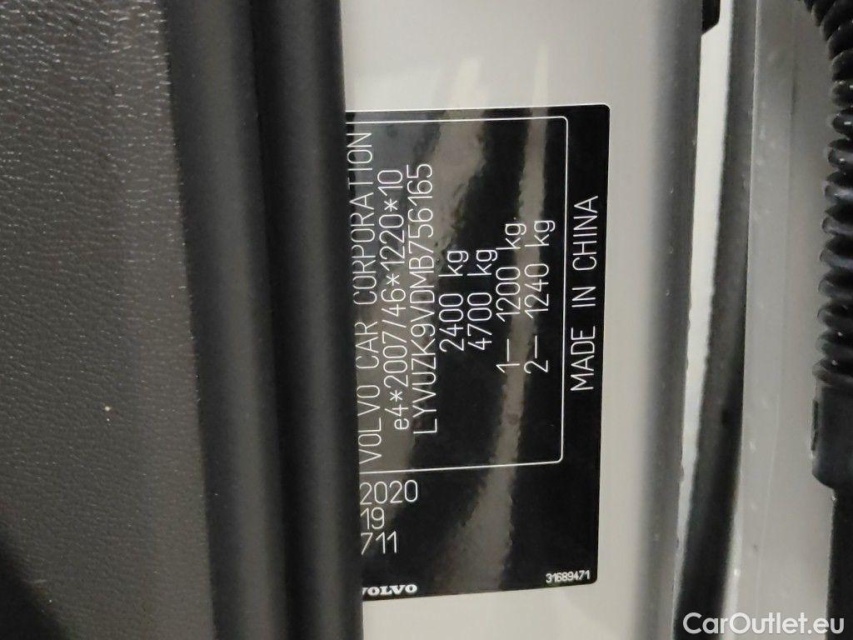 VOLVO CAR CORPORATION
e4*2007/46*1220*10
LYVUZK9VDMB756165
2400 kg
4700 kg
1— 1200 kg
2— 1240 kg
MADE IN CHINA
2020
19
711
VOLVO
31689471
CarOutlet.eu